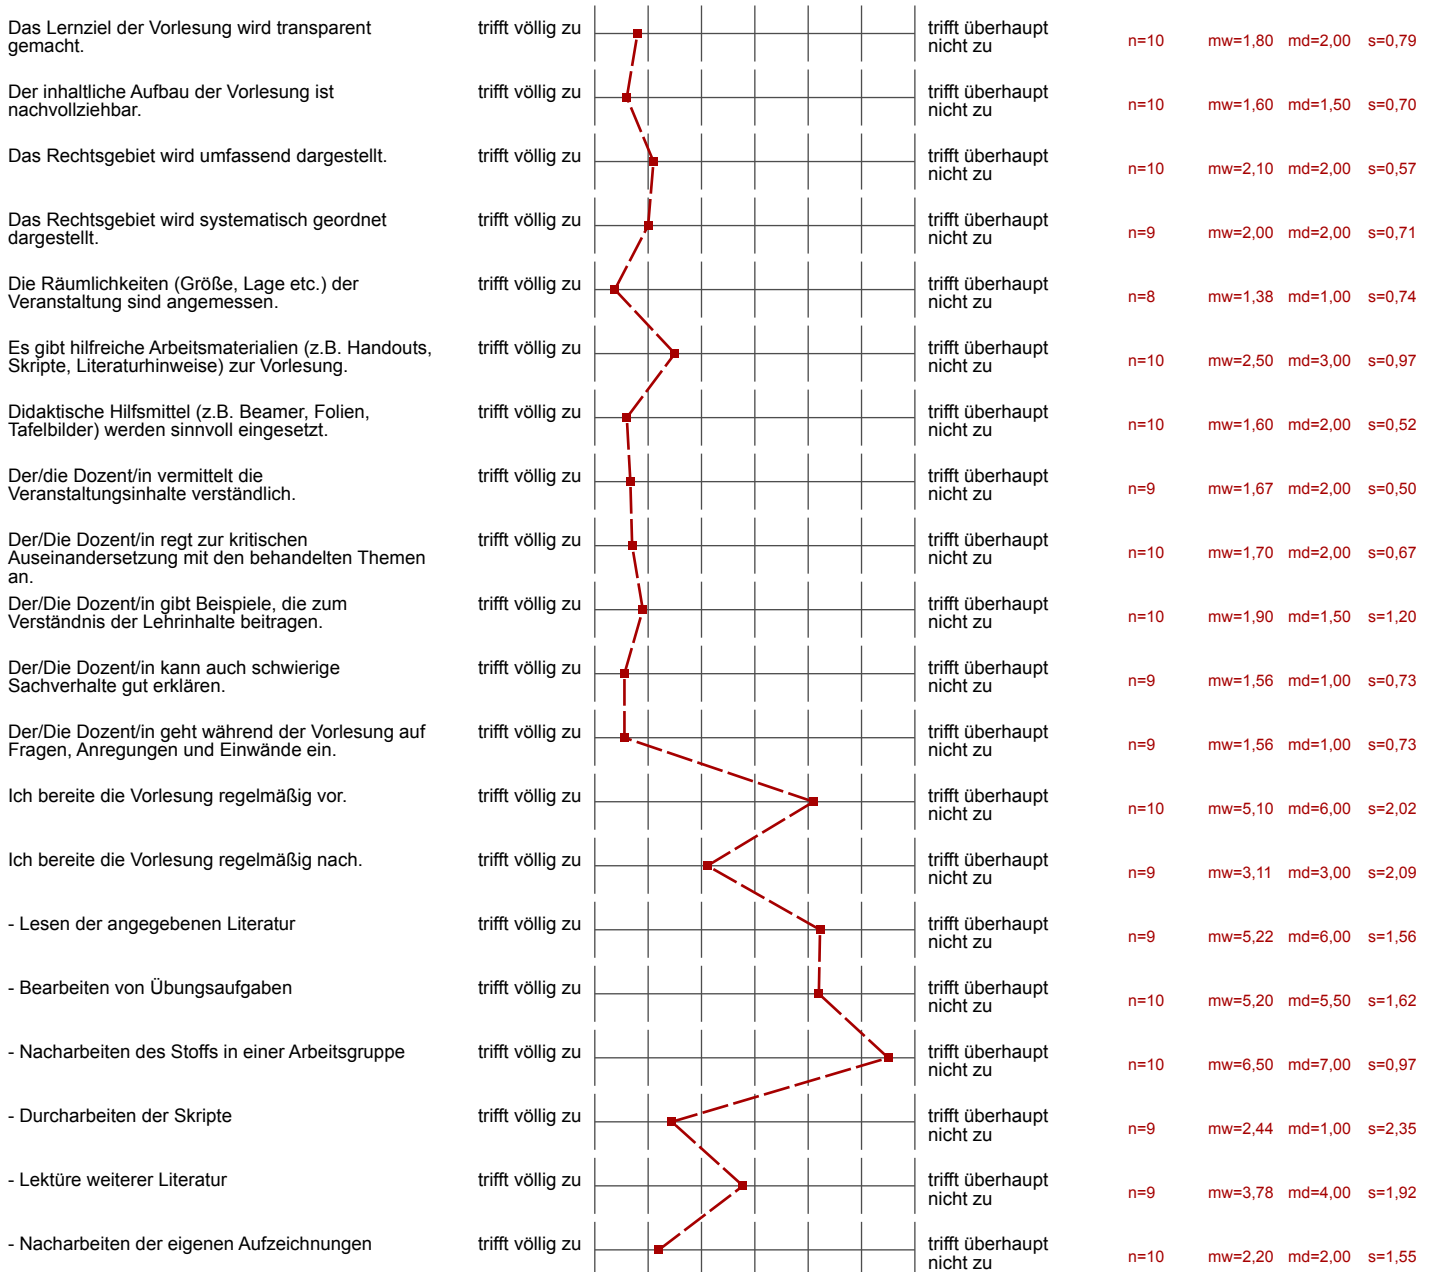 Das Lernziel der Vorlesung wird transparent
gemacht.
trifft völlig zu
trifft überhaupt
nicht zu
n=10 mw=1,80 md=2,00 s=0,79
Der inhaltliche Aufbau der Vorlesung ist
nachvollziehbar.
trifft völlig zu
trifft überhaupt
nicht zu
n=10 mw=1,60 md=1,50 s=0,70
Das Rechtsgebiet wird umfassend dargestellt.
trifft völlig zu
trifft überhaupt
nicht zu
n=10 mw=2,10 md=2,00 s=0,57
Das Rechtsgebiet wird systematisch geordnet
dargestellt.
trifft völlig zu
trifft überhaupt
nicht zu
n=9 mw=2,00 md=2,00 s=0,71
Die Räumlichkeiten (Größe, Lage etc.) der
Veranstaltung sind angemessen.
trifft völlig zu
trifft überhaupt
nicht zu
n=8 mw=1,38 md=1,00 s=0,74
Es gibt hilfreiche Arbeitsmaterialien (z.B. Handouts,
Skripte, Literaturhinweise) zur Vorlesung.
trifft völlig zu
trifft überhaupt
nicht zu
n=10 mw=2,50 md=3,00 s=0,97
Didaktische Hilfsmittel (z.B. Beamer, Folien,
Tafelbilder) werden sinnvoll eingesetzt.
trifft völlig zu
trifft überhaupt
nicht zu
n=10 mw=1,60 md=2,00 s=0,52
Der/die Dozent/in vermittelt die
Veranstaltungsinhalte verständlich.
trifft völlig zu
trifft überhaupt
nicht zu
n=9 mw=1,67 md=2,00 s=0,50
Der/Die Dozent/in regt zur kritischen
Auseinandersetzung mit den behandelten Themen
an.
trifft völlig zu
trifft überhaupt
nicht zu
n=10 mw=1,70 md=2,00 s=0,67
Der/Die Dozent/in gibt Beispiele, die zum
Verständnis der Lehrinhalte beitragen.
trifft völlig zu
trifft überhaupt
nicht zu
n=10 mw=1,90 md=1,50 s=1,20
Der/Die Dozent/in kann auch schwierige
Sachverhalte gut erklären.
trifft völlig zu
trifft überhaupt
nicht zu
n=9 mw=1,56 md=1,00 s=0,73
Der/Die Dozent/in geht während der Vorlesung auf
Fragen, Anregungen und Einwände ein.
trifft völlig zu
trifft überhaupt
nicht zu
n=9 mw=1,56 md=1,00 s=0,73
Ich bereite die Vorlesung regelmäßig vor.
trifft völlig zu
trifft überhaupt
nicht zu
n=10 mw=5,10 md=6,00 s=2,02
Ich bereite die Vorlesung regelmäßig nach.
trifft völlig zu
trifft überhaupt
nicht zu
n=9 mw=3,11 md=3,00 s=2,09
- Lesen der angegebenen Literatur
trifft völlig zu
trifft überhaupt
nicht zu
n=9 mw=5,22 md=6,00 s=1,56
- Bearbeiten von Übungsaufgaben
trifft völlig zu
trifft überhaupt
nicht zu
n=10 mw=5,20 md=5,50 s=1,62
- Nacharbeiten des Stoffs in einer Arbeitsgruppe
trifft völlig zu
trifft überhaupt
nicht zu
n=10 mw=6,50 md=7,00 s=0,97
- Durcharbeiten der Skripte
trifft völlig zu
trifft überhaupt
nicht zu
n=9 mw=2,44 md=1,00 s=2,35
- Lektüre weiterer Literatur
trifft völlig zu
trifft überhaupt
nicht zu
n=9 mw=3,78 md=4,00 s=1,92
- Nacharbeiten der eigenen Aufzeichnungen
trifft völlig zu
trifft überhaupt
nicht zu
n=10 mw=2,20 md=2,00 s=1,55